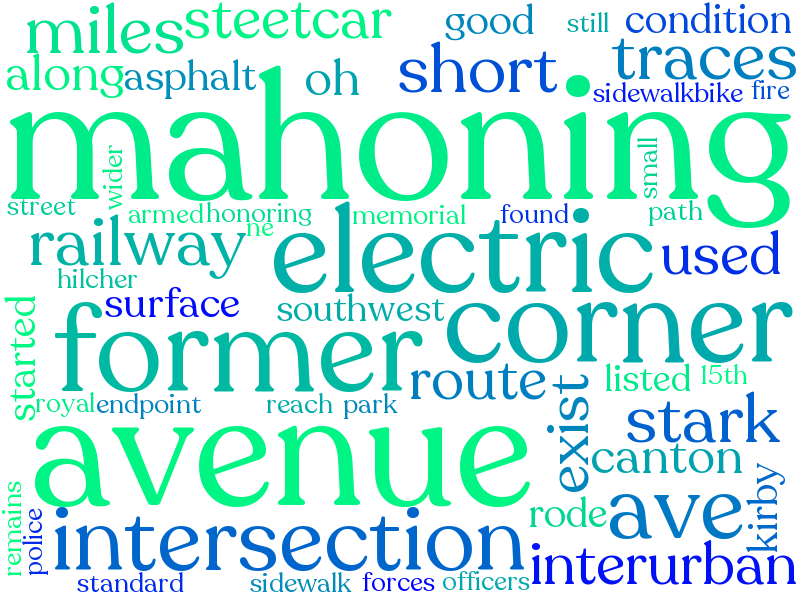 miles steetcar good still condition
along asphalt oh short traces
sidewalkbike fire
mahoning
wider small
street armed honoring ne memorial found path
railway electric used
hilcher
surface southwest corner
started former
route listed 15th
royal endpoint reach park exist stark
avenue canton
remains police intersection rode ave kirby
interurban
standard sidewalk forces officers